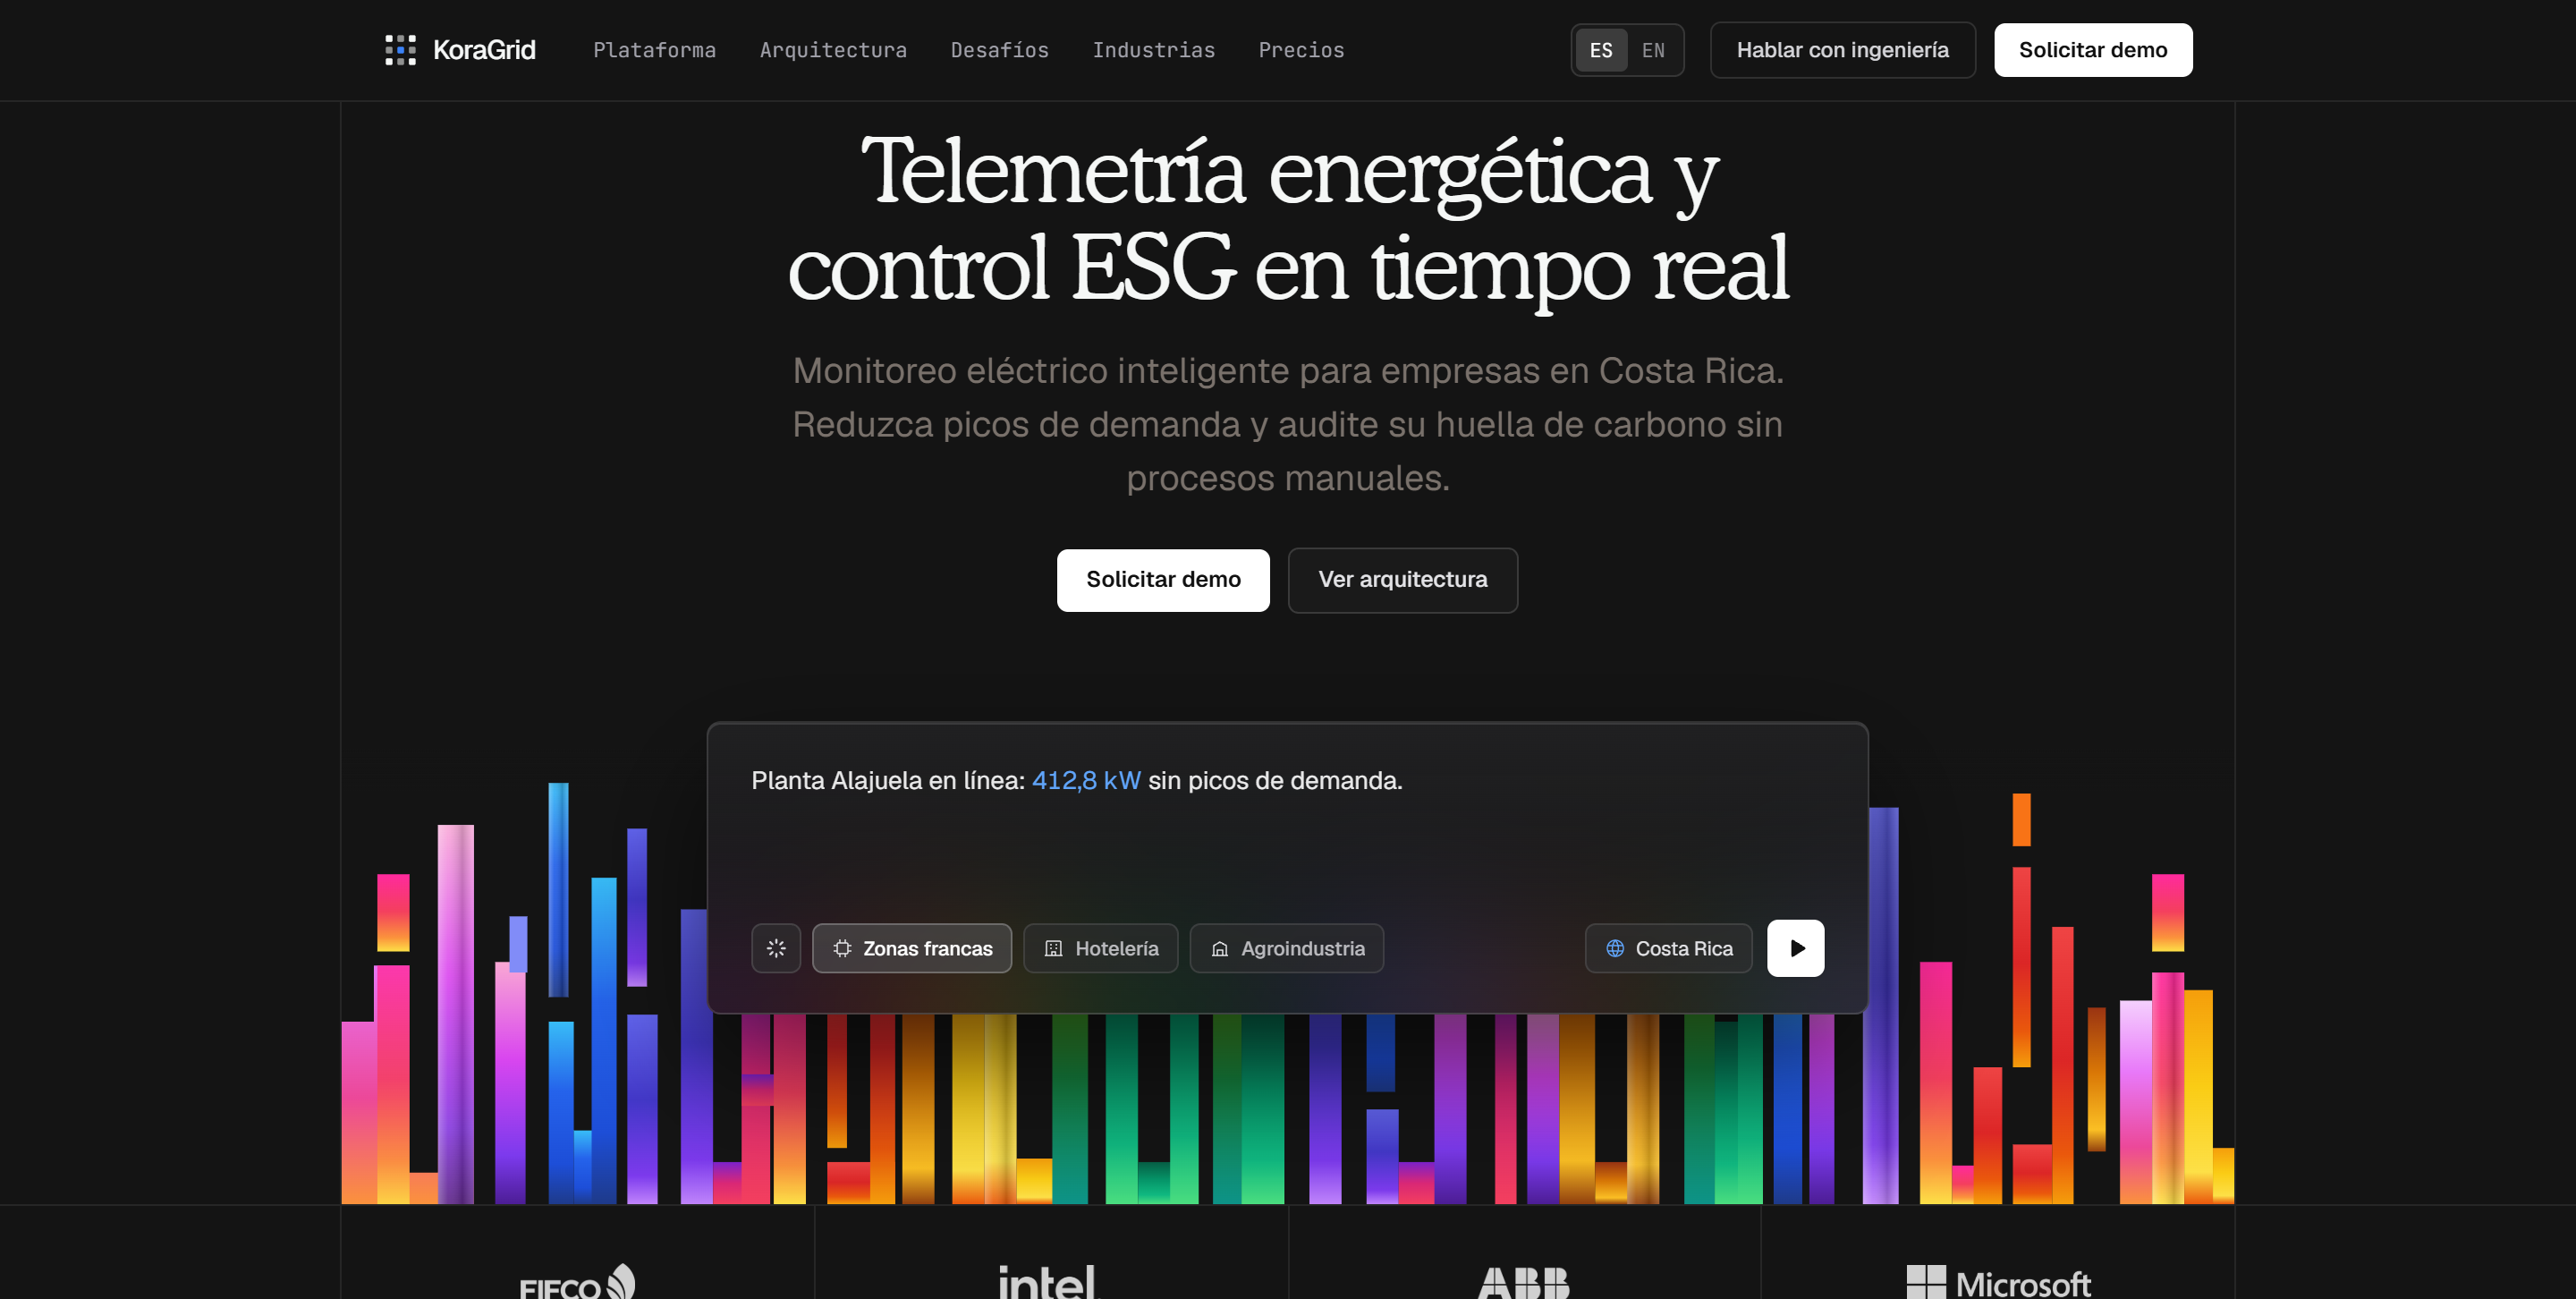 KoraGrid
Plataforma
Arquitectura
Desafíos
Industrias
Precios
ES
EN
Hablar con ingeniería
Solicitar demo
Telemetría energética y
control ESG en tiempo real
Monitoreo eléctrico inteligente para empresas en Costa Rica.
Reduzca picos de demanda y audite su huella de carbono sin
procesos manuales.
Solicitar demo
Ver arquitectura
Planta Alajuela en línea: 412,8 kW sin picos de demanda.
Zonas francas
Hotelería
Agroindustria
Costa Rica
FIFCO
intel
ABB
Microsoft